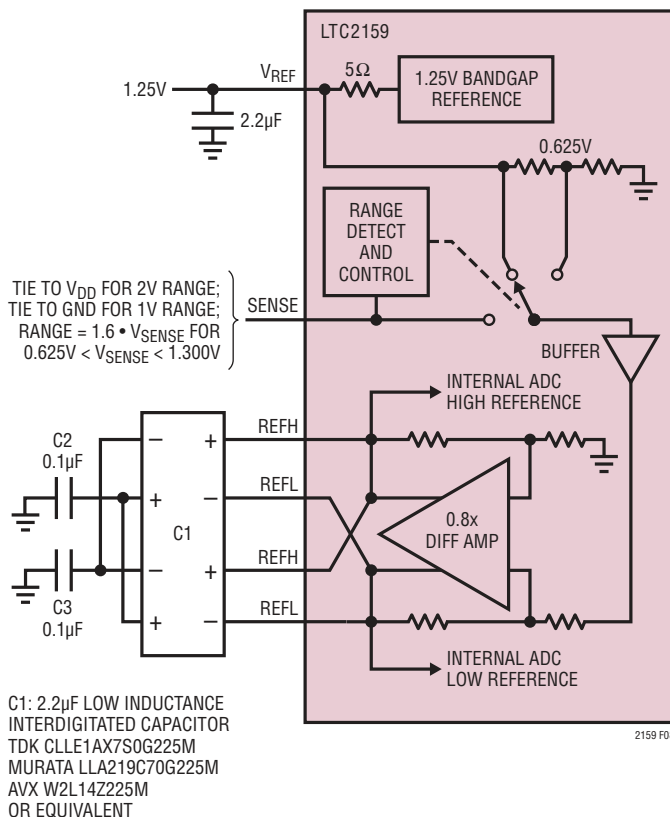 LTC2159
1.25V
VREF
5Ω
1.25V BANDGAP
REFERENCE
2.2µF
0.625V
RANGE
DETECT
AND
CONTROL
TIE TO VDD FOR 2V RANGE;
TIE TO GND FOR 1V RANGE;
RANGE = 1.6 • VSENSE FOR
0.625V < VSENSE < 1.300V
SENSE
BUFFER
INTERNAL ADC
HIGH REFERENCE
C2
0.1µF
C3
0.1µF
C1
–
+
–
+
+
–
+
–
REFH
REFL
REFH
REFL
0.8x
DIFF AMP
INTERNAL ADC
LOW REFERENCE
C1: 2.2µF LOW INDUCTANCE
INTERDIGITATED CAPACITOR
TDK CLLE1AX7S0G225M
MURATA LLA219C70G225M
AVX W2L14Z225M
OR EQUIVALENT